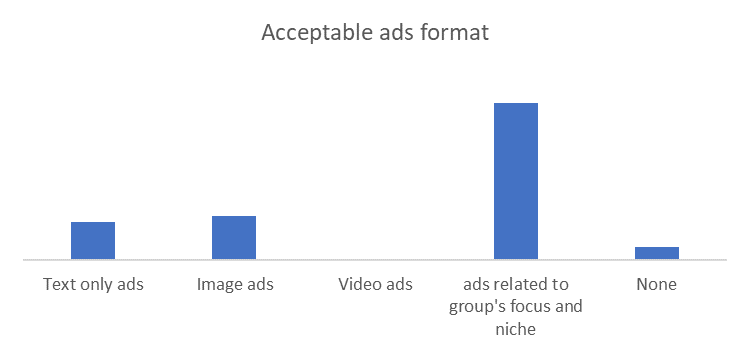 Acceptable ads format
Text only ads
Image ads
Video ads
ads related to
group's focus and
niche
None